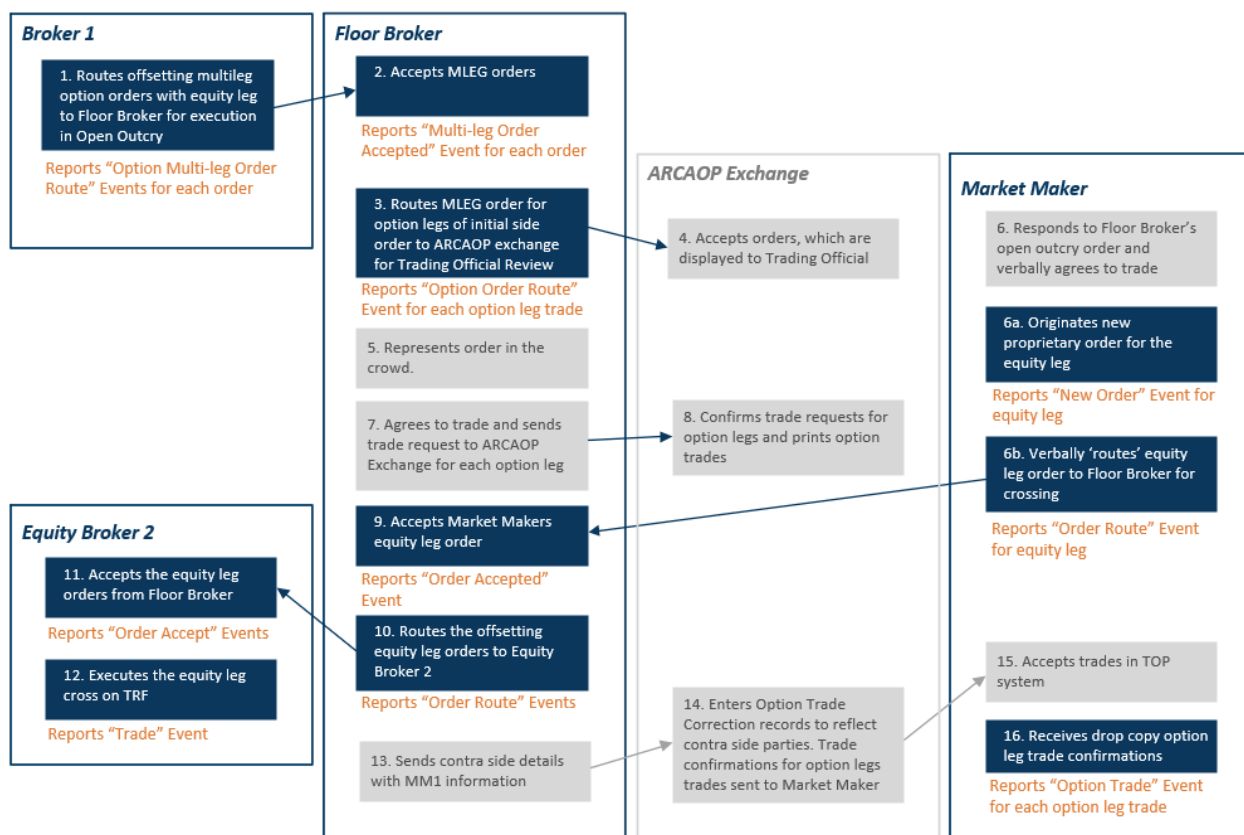 Broker 1
1. Routes offsetting multileg
option orders with equity leg
to Floor Broker for execution
in Open Outcry
Reports “Option Multi-leg Order
Route” Events for each order
Floor Broker
2. Accepts MLEG orders
Reports “Multi-leg Order
Accepted” Event for each order
3. Routes MLEG order for
option legs of initial side
order to ARCAOP exchange
for Trading Official Review
Reports “Option Order Route”
Event for each option leg trade
5. Represents order in the
crowd.
7. Agrees to trade and sends
trade request to ARCAOP
Exchange for each option leg
9. Accepts Market Makers
equity leg order
Reports “Order Accepted”
Event
10. Routes the offsetting
equity leg orders to Equity
Broker 2
Reports “Order Route” Events
13. Sends contra side details
with MM1 information
ARCAOP Exchange
4. Accepts orders, which are
displayed to Trading Official
8. Confirms trade requests for
option legs and prints option
trades
14. Enters Option Trade
Correction records to reflect
contra side parties. Trade
confirmations for option legs
trades sent to Market Maker
Market Maker
6. Responds to Floor Broker’s
open outcry order and
verbally agrees to trade
6a. Originates new
proprietary order for the
equity leg
Reports “New Order” Event for
equity leg
6b. Verbally ‘routes’ equity
leg order to Floor Broker for
crossing
Reports “Order Route” Event
for equity leg
15. Accepts trades in TOP
system
16. Receives drop copy option
leg trade confirmations
Reports “Option Trade” Event
for each option leg trade
Equity Broker 2
11. Accepts the equity leg
orders from Floor Broker
Reports “Order Accept” Events
12. Executes the equity leg
cross on TRF
Reports “Trade” Event